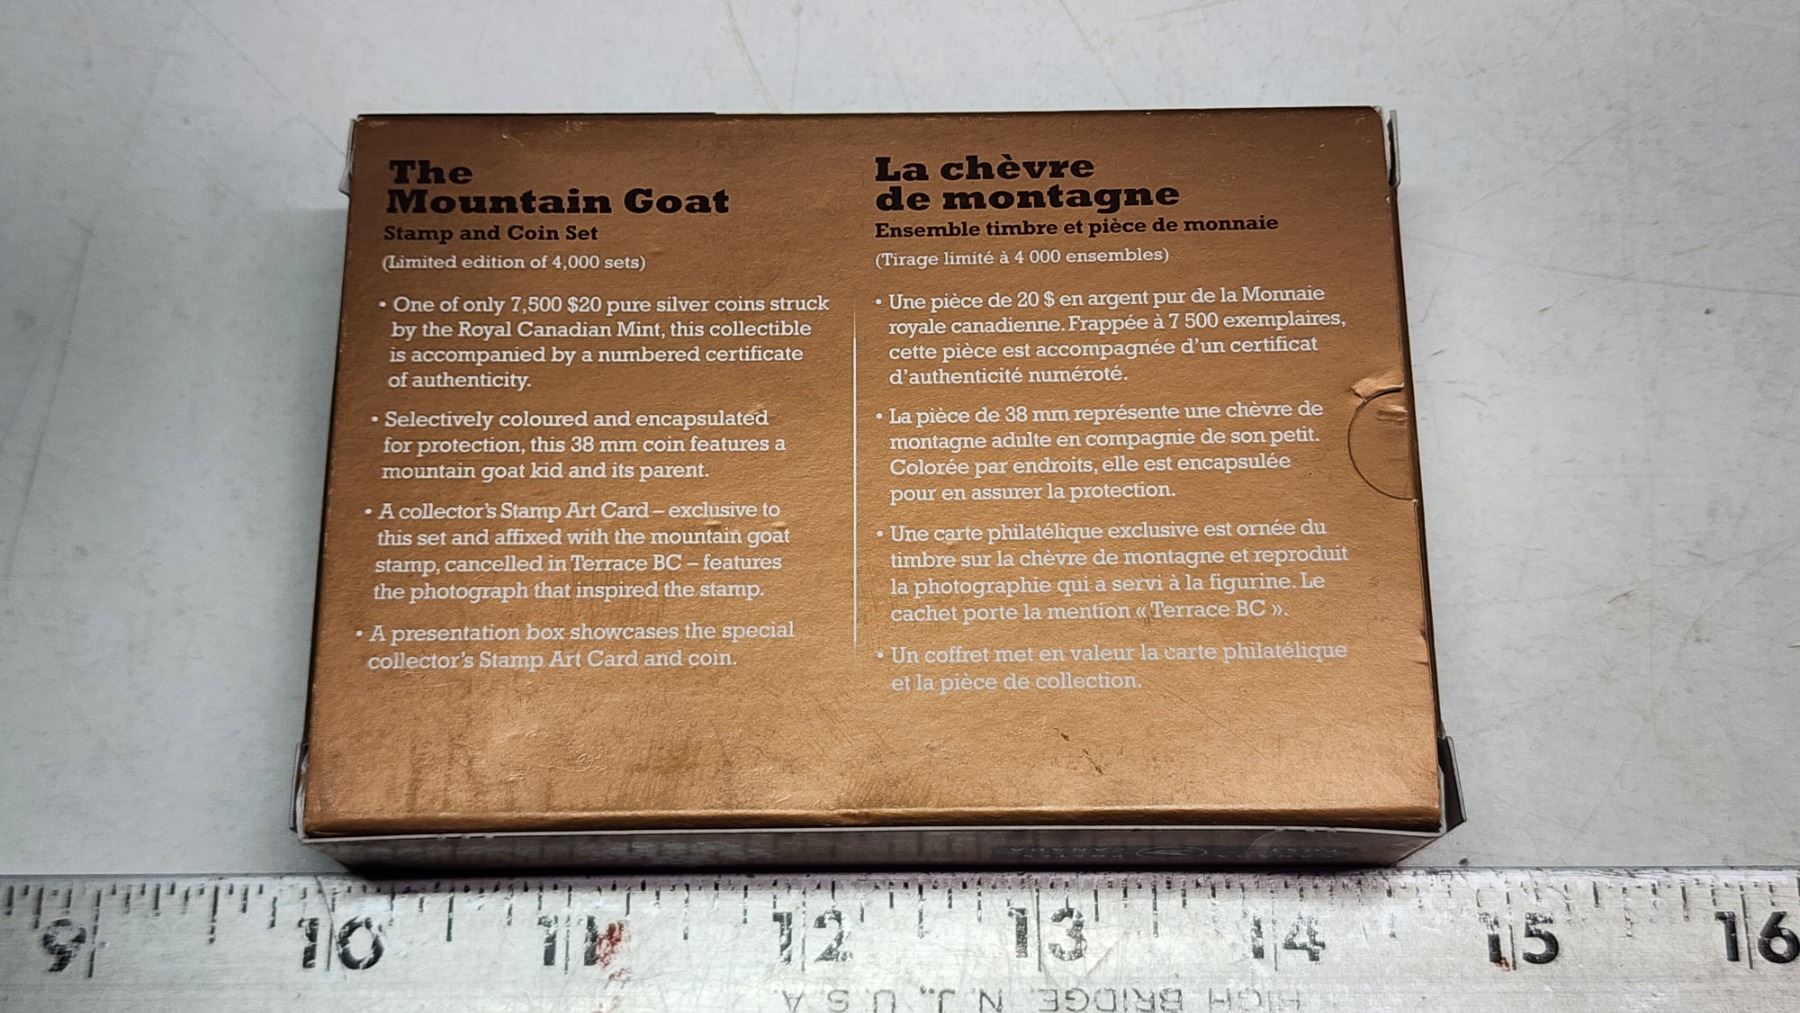 The
Mountain Goat
Stamp and Coin Set
(Limited edition of 4,000 sets)
• One of only 7,500 $20 pure silver coins struck
by the Royal Canadian Mint, this collectible
is accompanied by a numbered certificate
of authenticity.
• Selectively coloured and encapsulated
for protection, this 38 mm coin features a
mountain goat kid and its parent.
• A collector's Stamp Art Card – exclusive to
this set and affixed with the mountain goat
stamp, cancelled in Terrace BC – features
the photograph that inspired the stamp.
• A presentation box showcases the special
collector's Stamp Art Card and coin.
La chèvre
de montagne
Ensemble timbre et pièce de monnaie
(Tirage limité à 4 000 ensembles)
• Une pièce de 20 $ en argent pur de la Monnaie
royale canadienne. Frappée à 7 500 exemplaires,
cette pièce est accompagnée d'un certificat
d'authenticité numéroté.
• La pièce de 38 mm représente une chèvre de
montagne adulte en compagnie de son petit.
Colorée par endroits, elle est encapsulée
pour en assurer la protection.
• Une carte philatélique exclusive est ornée du
timbre sur la chèvre de montagne et reproduit
la photographie qui a servi à la figurine. Le
cachet porte la mention « Terrace BC ».
• Un coffret met en valeur la carte philatélique
et la pièce de collection.
9 10 11 12 13 14 15 16
HIGH BRIDGE, N.J., U.S.A.